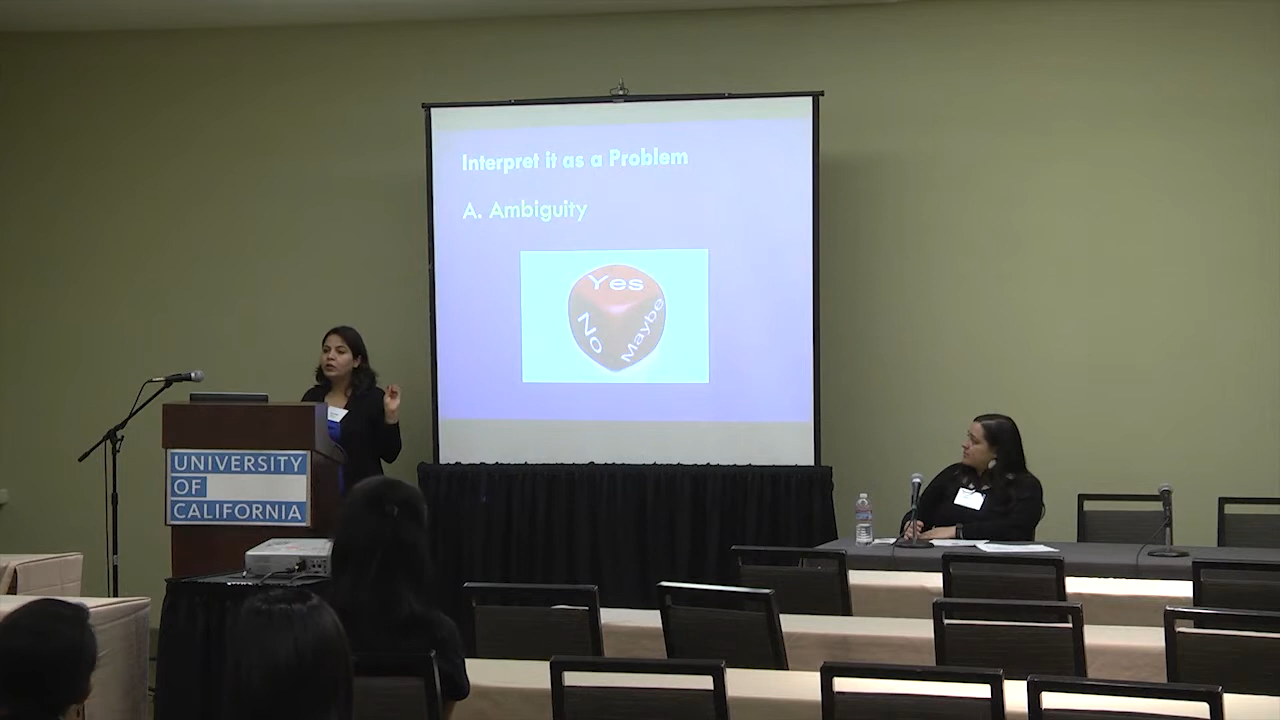 Interpret it as a Problem
A. Ambiguity
Yes
No
Maybe
UNIVERSITY
OF
CALIFORNIA